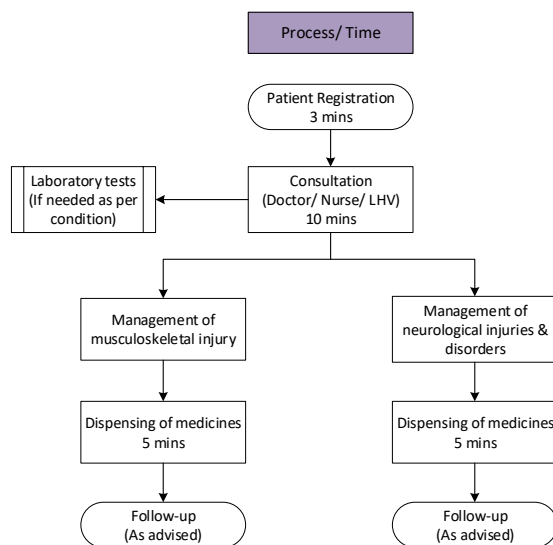 Process/ Time
Patient Registration
3 mins
Laboratory tests
(If needed as per
condition)
Consultation
(Doctor/ Nurse/ LHV)
10 mins
Management of
musculoskeletal injury
Management of
neurological injuries &
disorders
Dispensing of medicines
5 mins
Dispensing of medicines
5 mins
Follow-up
(As advised)
Follow-up
(As advised)